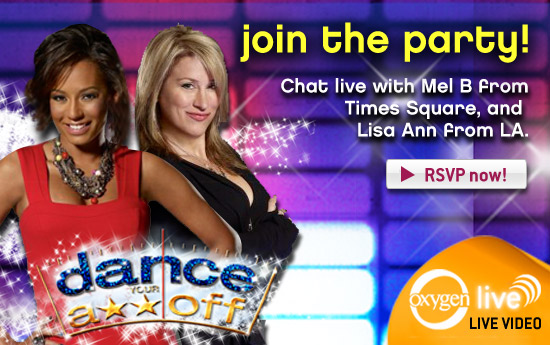 join the party!
Chat live with Mel B from
Times Square, and
Lisa Ann from LA.
RSVP now!
dance
YOUR
a★★ off
oxygen live
LIVE VIDEO